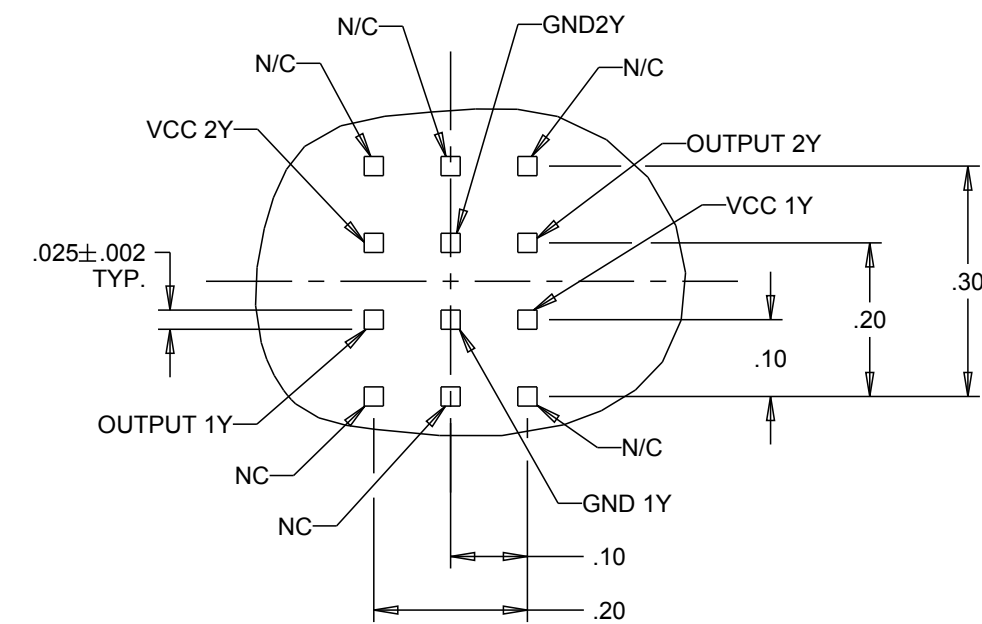 N/C
GND2Y
N/C
N/C
VCC 2Y
OUTPUT 2Y
VCC 1Y
.025±.002
TYP.
.30
.20
.10
OUTPUT 1Y
N/C
NC
GND 1Y
NC
.10
.20